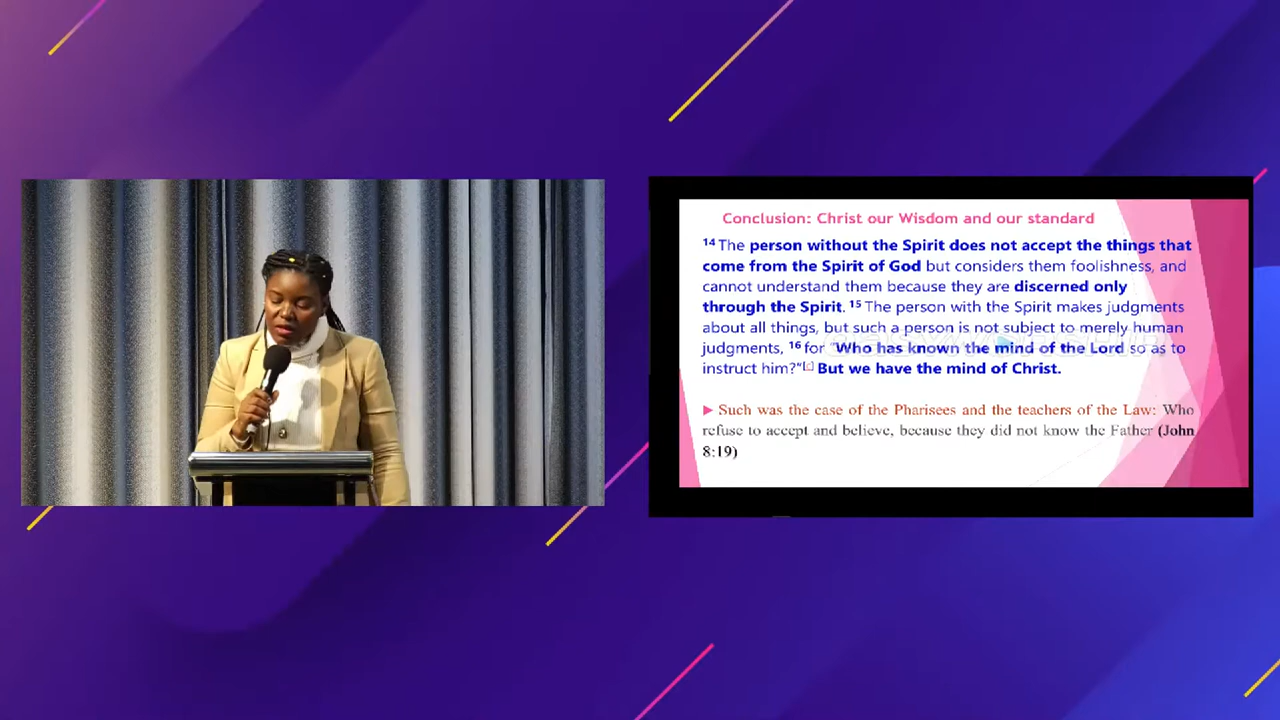 Conclusion: Christ our Wisdom and our standard
14 The person without the Spirit does not accept the things that
come from the Spirit of God but considers them foolishness, and
cannot understand them because they are discerned only
through the Spirit. 15 The person with the Spirit makes judgments
about all things, but such a person is not subject to merely human
judgments, 16 for "Who has known the mind of the Lord so as to
instruct him?"[c] But we have the mind of Christ.
▶ Such was the case of the Pharisees and the teachers of the Law: Who
refuse to accept and believe, because they did not know the Father (John
8:19)